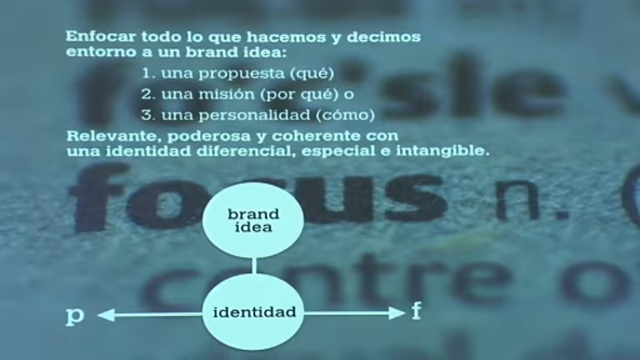 Enfocar todo lo que hacemos y decimos
entorno a un brand idea:
1. una propuesta (qué)
2. una misión (por qué) o
3. una personalidad (cómo)
Relevante, poderosa y coherente con
una identidad diferencial, especial e intangible.
focus n. (
brand
idea
contre
p
identidad
f